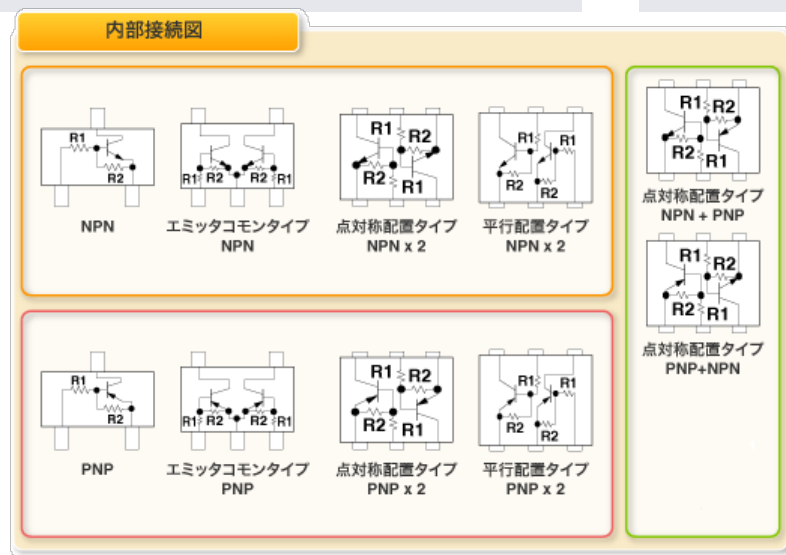 内部接続図
R1
R2
NPN
R1 R2 R2 R1
エミッタコモンタイプ
NPN
R1 R2
R2 R1
点対称配置タイプ
NPN x 2
R1 R1
R2 R2
平行配置タイプ
NPN x 2
R1
R2
PNP
R1 R2 R2 R1
エミッタコモンタイプ
PNP
R1 R2
R2 R1
点対称配置タイプ
PNP x 2
R1 R1
R2 R2
平行配置タイプ
PNP x 2
R1 R2
R2 R1
点対称配置タイプ
NPN + PNP
R1 R2
R2 R1
点対称配置タイプ
PNP+NPN